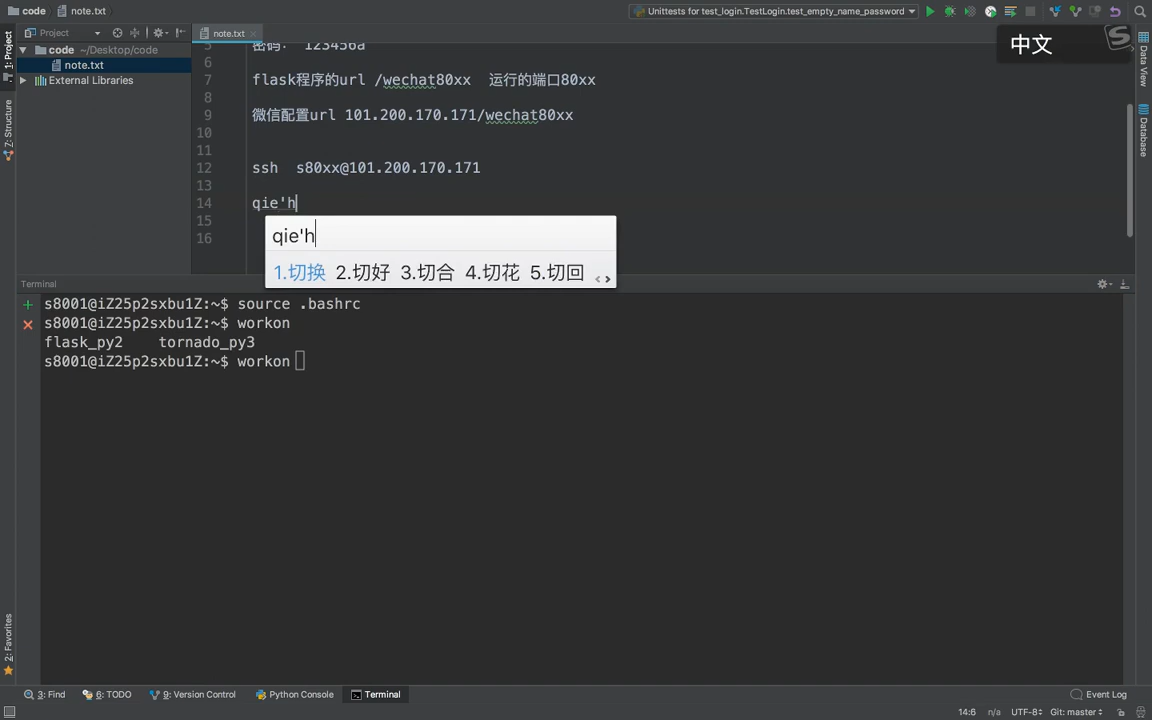 code note.txt
Unittests for test_login.TestLogin.test_empty_name_password
Project
note.txt
中文
1: Project
Z: Structure
2: Favorites
Data View
Database
code ~/Desktop/code
note.txt
External Libraries
5 密码： 123456a
6
7 flask程序的url /wechat80xx 运行的端口80xx
8
9 微信配置url 101.200.170.171/wechat80xx
10
11
12 ssh s80xx@101.200.170.171
13
14 qie'h
15
16
qie'h
1.切换 2.切好 3.切合 4.切花 5.切回
Terminal
s8001@iZ25p2sxbu1Z:~$ source .bashrc
s8001@iZ25p2sxbu1Z:~$ workon
flask_py2 tornado_py3
s8001@iZ25p2sxbu1Z:~$ workon
3: Find 6: TODO 9: Version Control Python Console Terminal Event Log
14:6 n/a UTF-8 Git: master